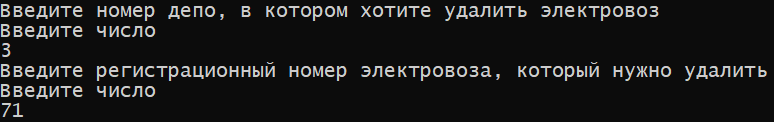 Введите номер депо, в котором хотите удалить электровоз
Введите число
3
Введите регистрационный номер электровоза, который нужно удалить
Введите число
71